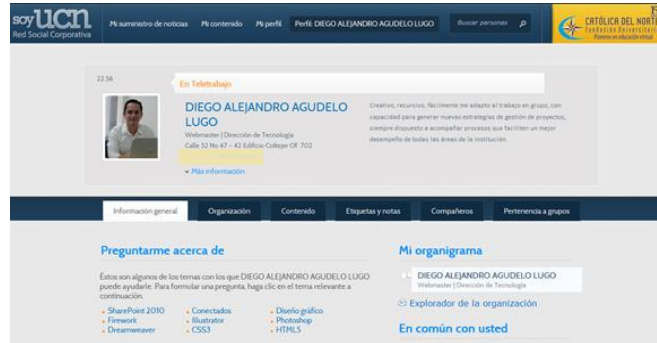 soy ucn
Red Social Corporativa
Mi suministro de noticias
Mi contenido
Mi perfil
Perfil: DIEGO ALEJANDRO AGUDELO LUGO
Buscar personas
CATÓLICA DEL NORTE
Fundación Universitaria
Pioneros en educación virtual
22:56
En Teletrabajo
DIEGO ALEJANDRO AGUDELO
LUGO
Webmaster | Dirección de Tecnología
Calle 52 No 47 - 42 Edificio Coltejer Of. 702
Más información
Creativo, recursivo, fácilmente me adapto al trabajo en grupo, con
capacidad para generar nuevas estrategias de gestión de proyectos,
siempre dispuesto a acompañar procesos que faciliten un mejor
desempeño de todas las áreas de la institución.
Información general
Organización
Contenido
Etiquetas y notas
Compañeros
Pertenencia a grupos
Preguntarme acerca de
Éstos son algunos de los temas con los que DIEGO ALEJANDRO AGUDELO LUGO
puede ayudarle. Para formular una pregunta, haga clic en el tema relevante a
continuación.
SharePoint 2010
Firework
Dreamweaver
Conectados
Illustrator
CSS3
Diseño gráfico
Photoshop
HTML5
Mi organigrama
DIEGO ALEJANDRO AGUDELO LUGO
Webmaster | Dirección de Tecnología
Explorador de la organización
En común con usted